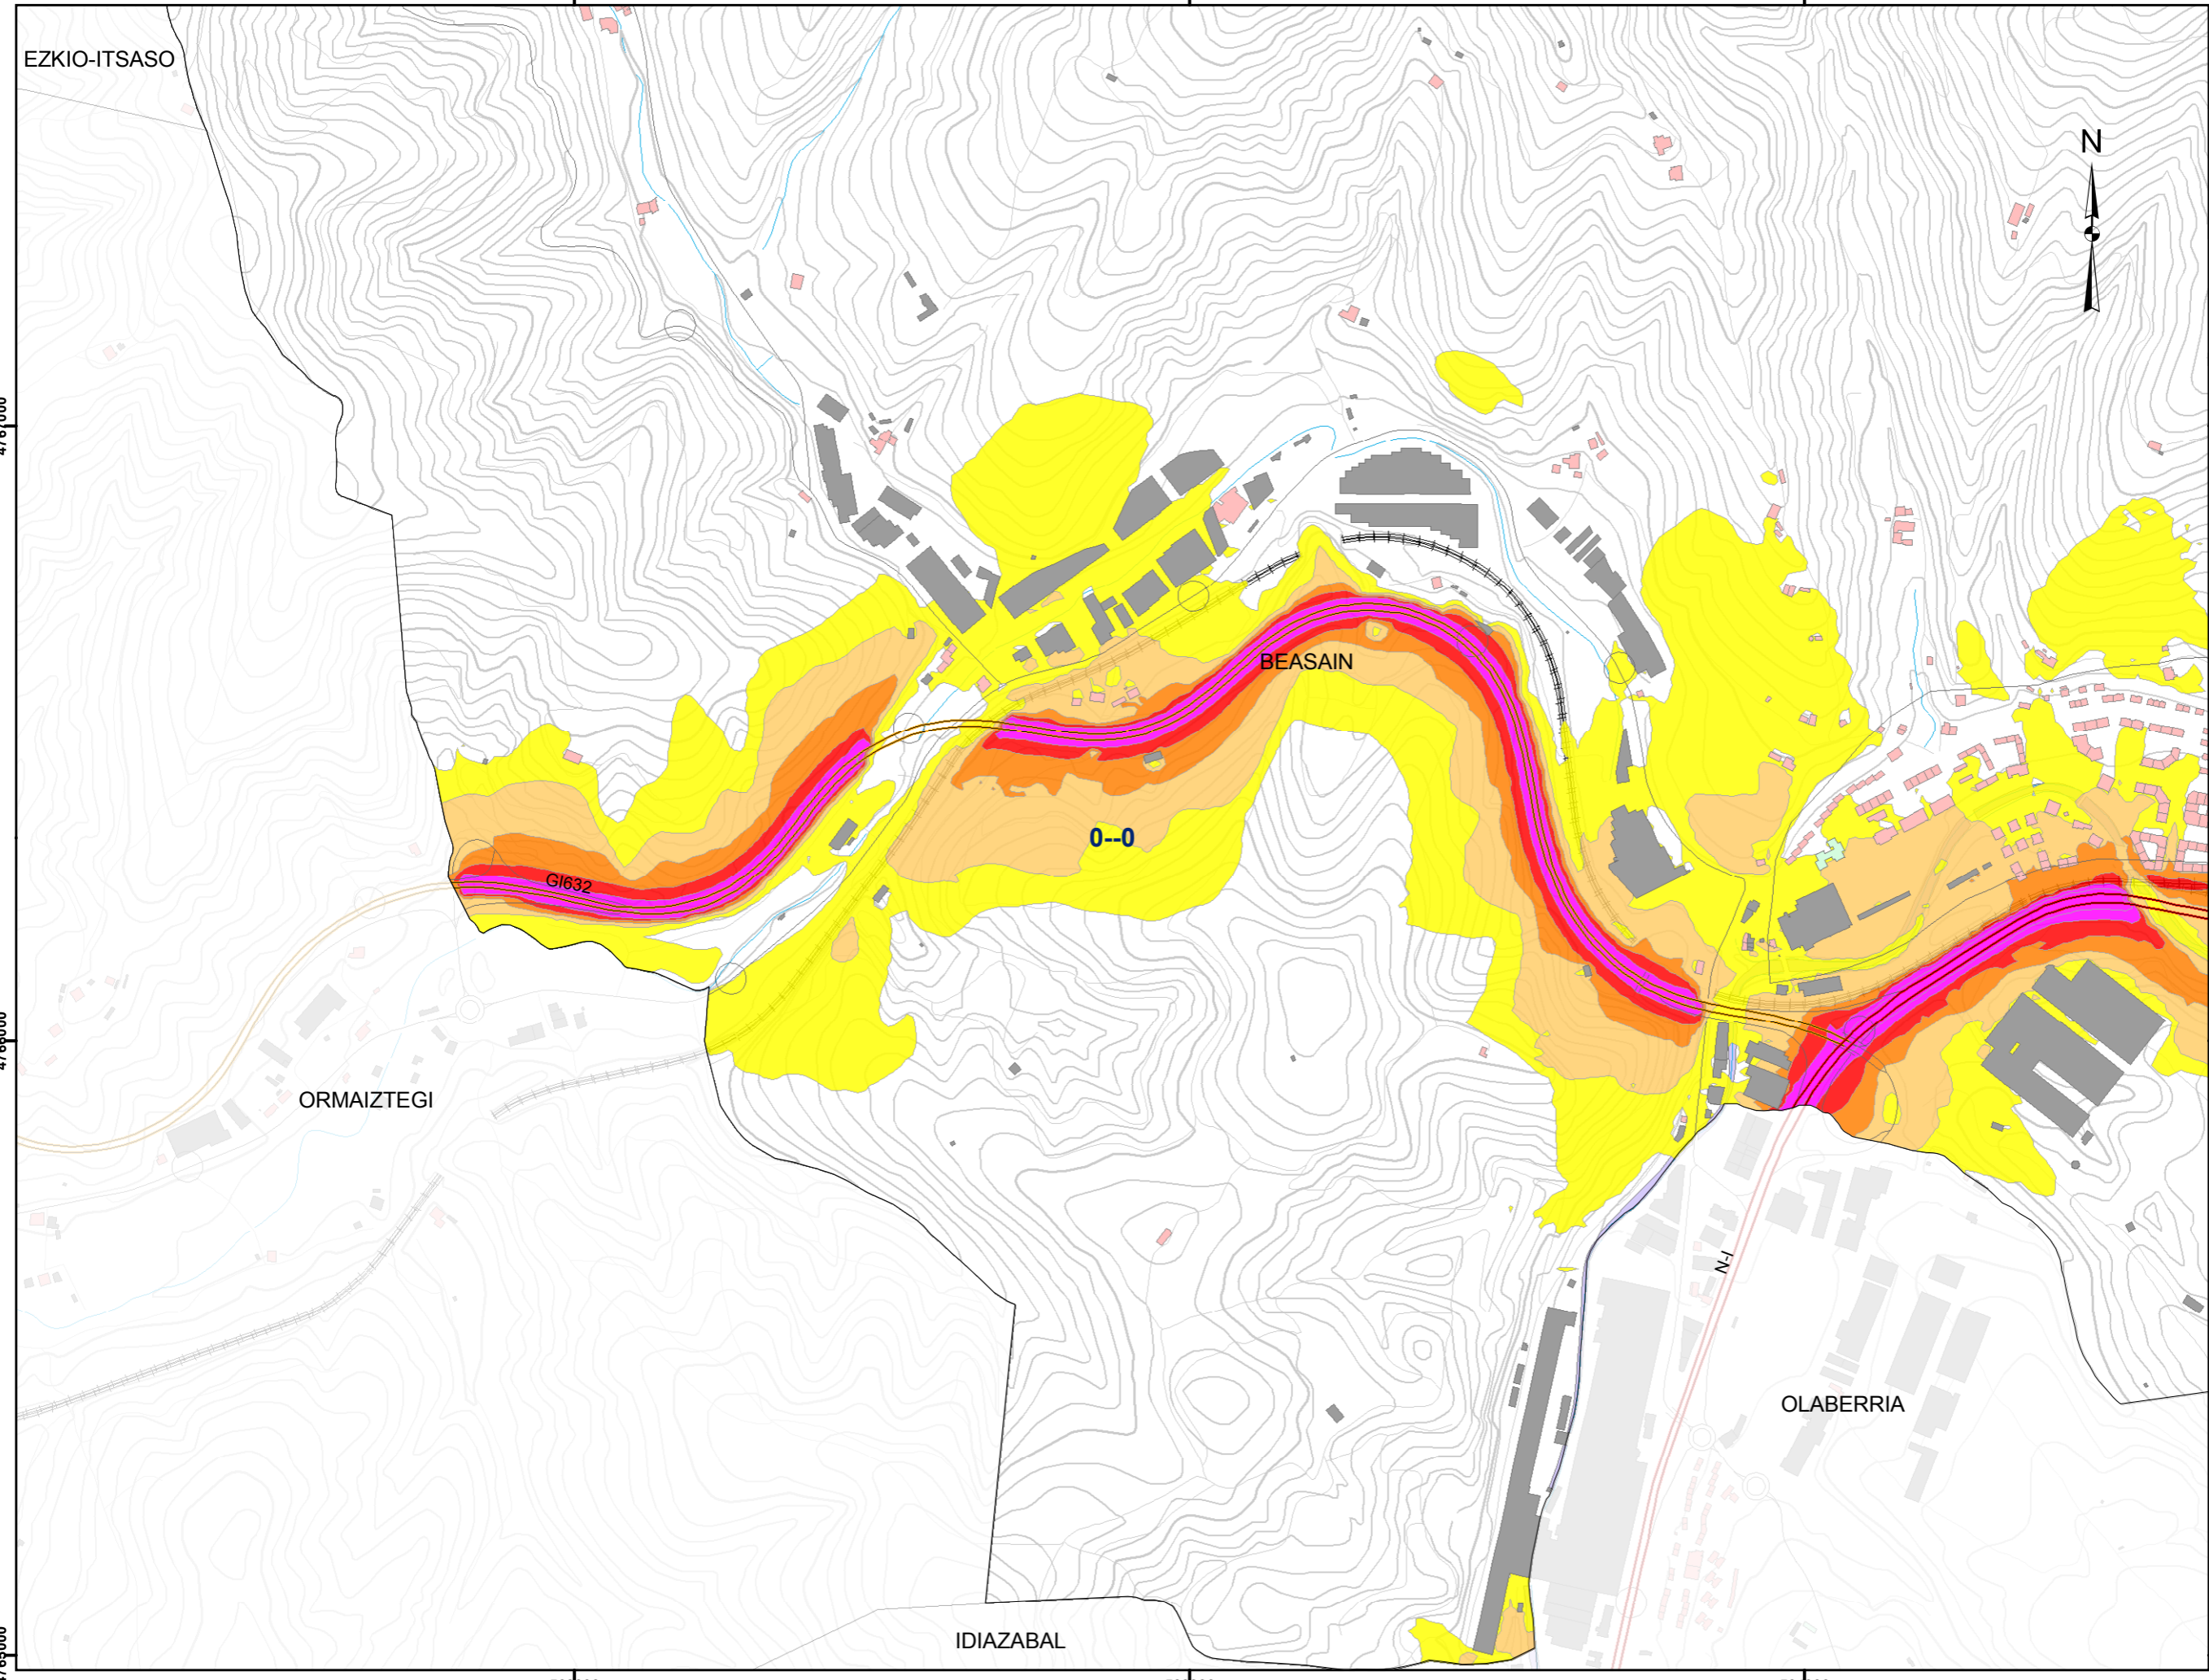 EZKIO-ITSASO
N
BEASAIN
0--0
GI632
ORMAIZTEGI
N-I
OLABERRIA
IDIAZABAL